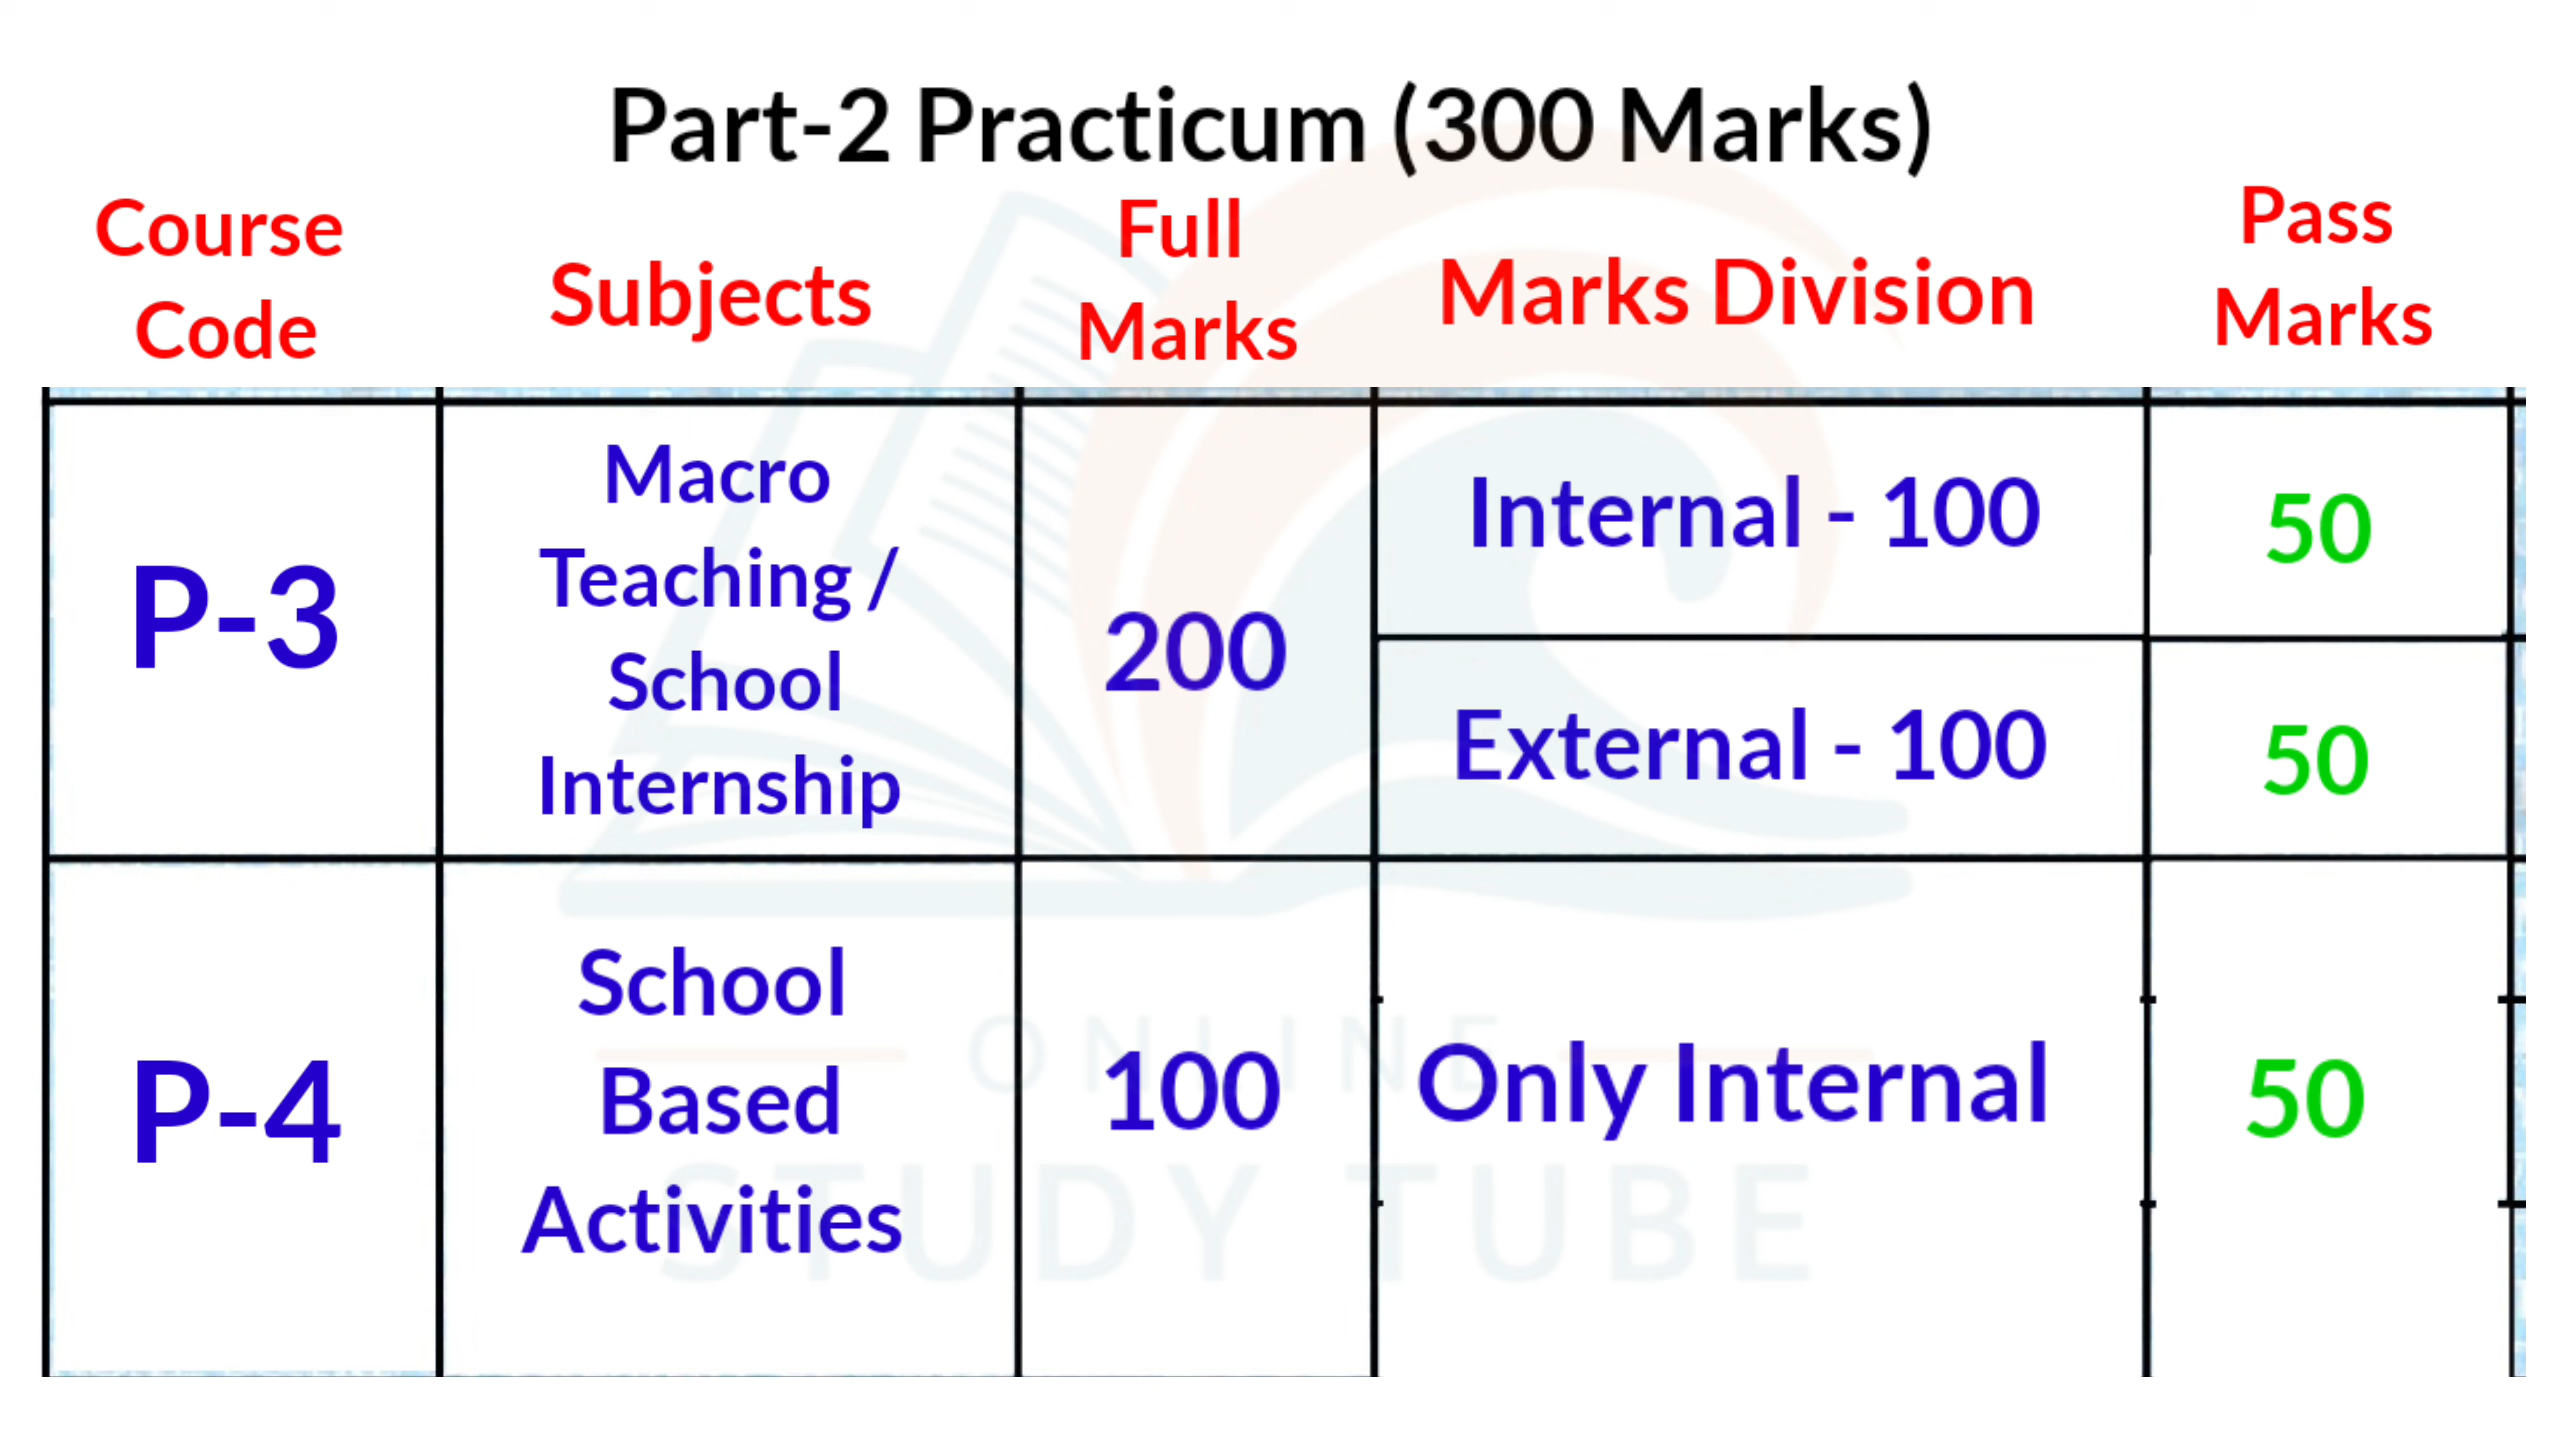 Part-2 Practicum (300 Marks)
Course
Code
Subjects
Full
Marks
Marks Division
Pass
Marks
P-3
Macro
Teaching /
School
Internship
200
Internal - 100
50
External - 100
50
P-4
School
Based
Activities
100
Only Internal
50
ONLINE
STUDY TUBE